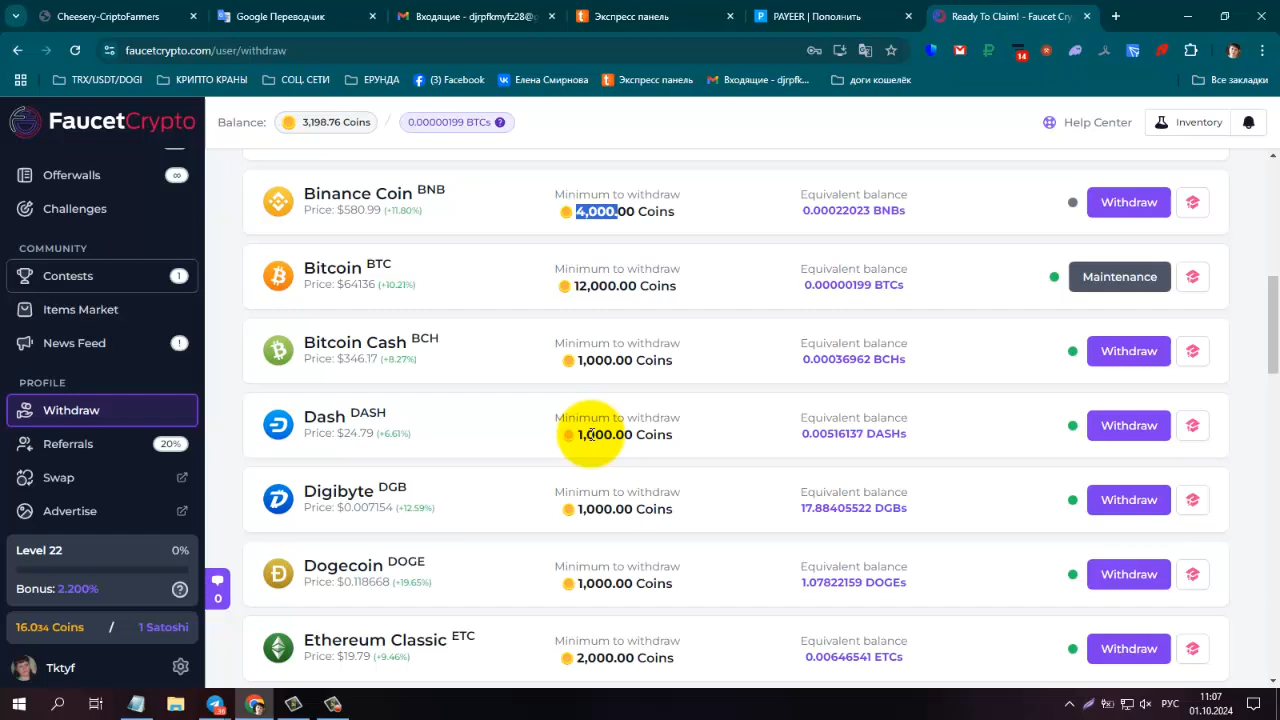 Cheesery-CriptoFarmers
Google Переводчик
Входящие - djrpfkmyfz28@g
Экспресс панель
PAYEER | Пополнить
Ready To Claim! - Faucet Cry
faucetcrypto.com/user/withdraw
14
TRX/USDT/DOGI
КРИПТО КРАНЫ
СОЦ. СЕТИ
ЕРУНДА
(3) Facebook
Елена Смирнова
Экспресс панель
Входящие - djrpfk...
доги кошелёк
Все закладки
FaucetCrypto
Balance:
3,198.76 Coins
/
0.00000199 BTCs
Help Center
Inventory
Offerwalls
Challenges
COMMUNITY
Contests
1
Items Market
News Feed
!
PROFILE
Withdraw
Referrals
20%
Swap
Advertise
Level 22
0%
Bonus: 2.200%
16.034 Coins / 1 Satoshi
Tktyf
0
Binance Coin BNB
Price: $580.99 (+11.80%)
Minimum to withdraw
4,000.00 Coins
Equivalent balance
0.00022023 BNBs
Withdraw
Bitcoin BTC
Price: $64136 (+10.21%)
Minimum to withdraw
12,000.00 Coins
Equivalent balance
0.00000199 BTCs
Maintenance
Bitcoin Cash BCH
Price: $346.17 (+8.27%)
Minimum to withdraw
1,000.00 Coins
Equivalent balance
0.00036962 BCHs
Withdraw
Dash DASH
Price: $24.79 (+6.61%)
Minimum to withdraw
1,000.00 Coins
Equivalent balance
0.00516137 DASHs
Withdraw
Digibyte DGB
Price: $0.007154 (+12.59%)
Minimum to withdraw
1,000.00 Coins
Equivalent balance
17.88405522 DGBs
Withdraw
Dogecoin DOGE
Price: $0.118668 (+19.65%)
Minimum to withdraw
1,000.00 Coins
Equivalent balance
1.07822159 DOGEs
Withdraw
Ethereum Classic ETC
Price: $19.79 (+9.46%)
Minimum to withdraw
2,000.00 Coins
Equivalent balance
0.00646541 ETCs
Withdraw
РУС
11:07
01.10.2024